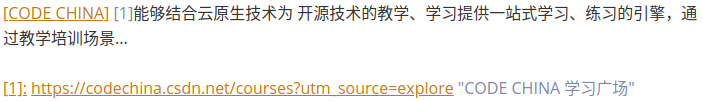 [CODE CHINA] [1]能够结合云原生技术为 开源技术的教学、学习提供一站式学习、练习的引擎，通
过教学培训场景...
[1]: https://codechina.csdn.net/courses?utm_source=explore "CODE CHINA 学习广场"